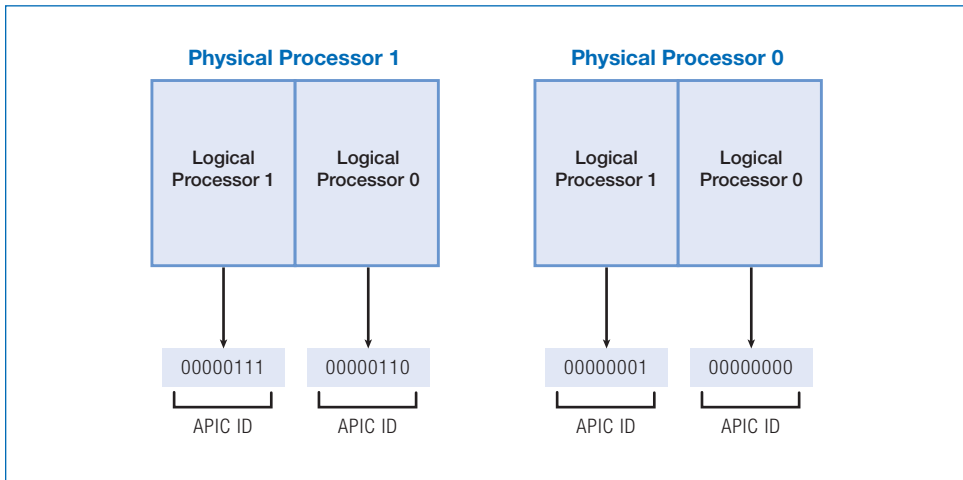 Physical Processor 1
Physical Processor 0
Logical
Processor 1
Logical
Processor 0
Logical
Processor 1
Logical
Processor 0
00000111
00000110
00000001
00000000
APIC ID
APIC ID
APIC ID
APIC ID